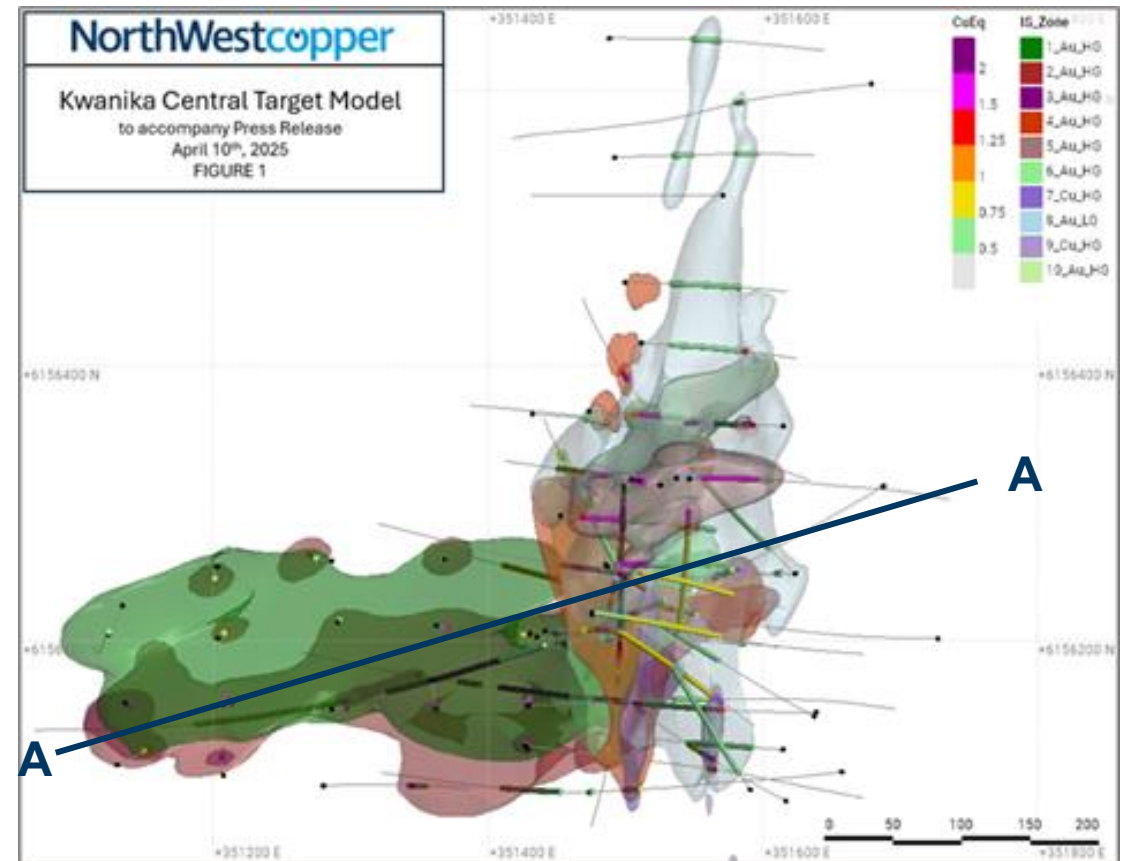 NorthWestcopper
Kwanika Central Target Model
to accompany Press Release
April 10th, 2025
FIGURE 1
+351400 E
+351600 E
CuEq
2
1.5
1.25
1
0.75
0.5
IS_Zone
1_Au_HG
2_Au_HG
3_Au_HG
4_Au_HG
5_Au_HG
6_Au_HG
7_Cu_HG
8_Au_LG
9_Cu_HG
10_Au_HG
+6156400 N
+6156400 N
A
+6156200 N
A
0 50 100 150 200
+351200 E
+351400 E
+351600 E
+351800 E